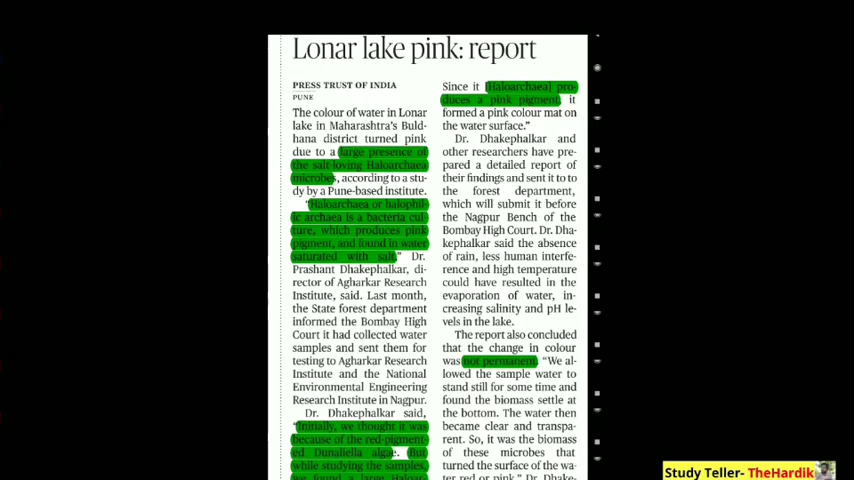 Lonar lake pink: report
PRESS TRUST OF INDIA
PUNE
The colour of water in Lonar
lake in Maharashtra's Buld-
hana district turned pink
due to a large presence of
the salt-loving Haloarchaea
microbes, according to a stu-
dy by a Pune-based institute.
"Haloarchaea or halophil-
ic archaea is a bacteria cul-
ture, which produces pink
pigment, and found in water
saturated with salt," Dr.
Prashant Dhakephalkar, di-
rector of Agharkar Research
Institute, said. Last month,
the State forest department
informed the Bombay High
Court it had collected water
samples and sent them for
testing to Agharkar Research
Institute and the National
Environmental Engineering
Research Institute in Nagpur.
Dr. Dhakephalkar said,
"Initially, we thought it was
because of the red-pigment-
ed Dunaliella algae. But
while studying the samples,
we found a large Haloar-
Since it [Haloarchaea] pro-
duces a pink pigment, it
formed a pink colour mat on
the water surface."
Dr. Dhakephalkar and
other researchers have pre-
pared a detailed report of
their findings and sent it to to
the forest department,
which will submit it before
the Nagpur Bench of the
Bombay High Court. Dr. Dha-
kephalkar said the absence
of rain, less human interfe-
rence and high temperature
could have resulted in the
evaporation of water, in-
creasing salinity and pH le-
vels in the lake.
The report also concluded
that the change in colour
was not permanent. "We al-
lowed the sample water to
stand still for some time and
found the biomass settle at
the bottom. The water then
became clear and transpa-
rent. So, it was the biomass
of these microbes that
turned the surface of the wa-
ter red or pink," Dr. Dhake-
Study Teller- TheHardik